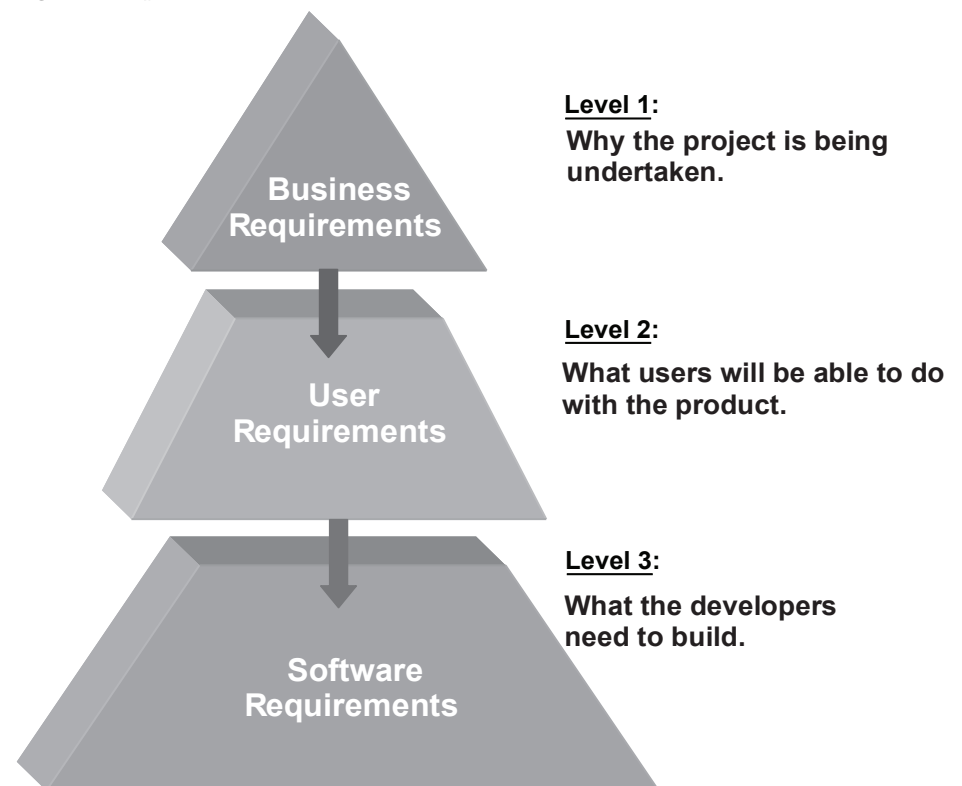 Business
Requirements
Level 1:
Why the project is being
undertaken.
User
Requirements
Level 2:
What users will be able to do
with the product.
Software
Requirements
Level 3:
What the developers
need to build.